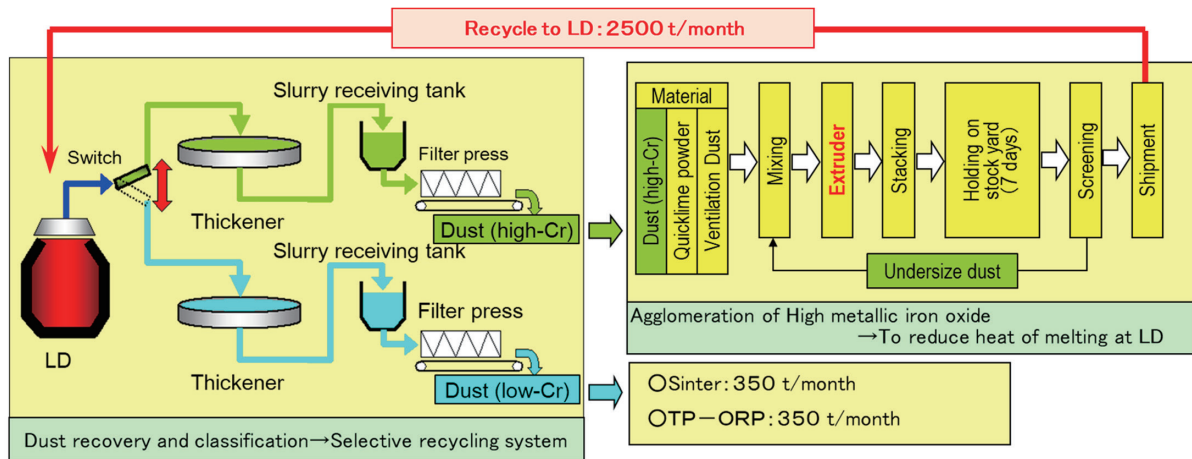 Recycle to LD:2500 t/month
Slurry receiving tank
Switch
Filter press
Thickener
Dust (high-Cr)
Slurry receiving tank
Filter press
LD
Thickener
Dust (low-Cr)
Dust recovery and classification→Selective recycling system
Material
Dust (high-Cr)
Quicklime powder
Ventilation Dust
Mixing
Extruder
Stacking
Holding on
stock yard
(7 days)
Screening
Shipment
Undersize dust
Agglomeration of High metallic iron oxide
→To reduce heat of melting at LD
○Sinter:350 t/month
○TP-ORP:350 t/month